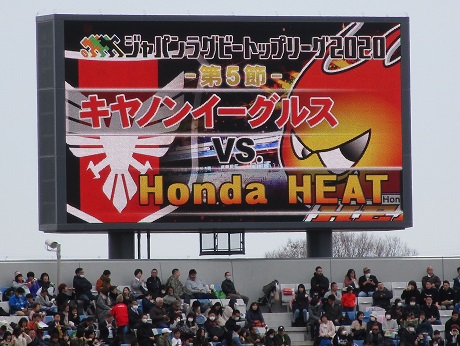 ジャパンラグビートップリーグ2020
-第5節-
キヤノンイーグルス
VS.
Honda HEAT
Hon